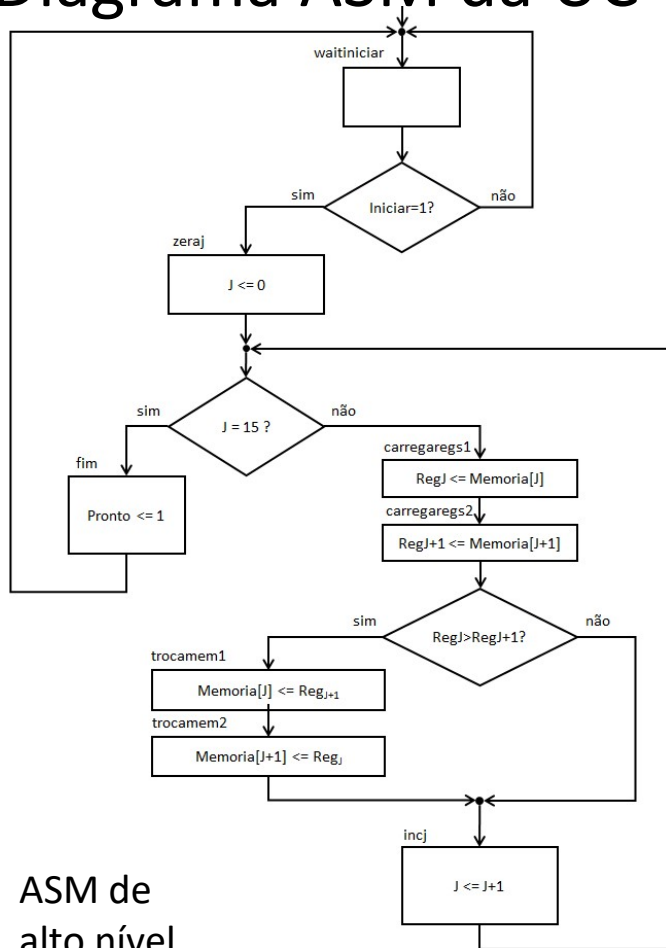 Diagrama ASM da UC
waitiniciar
sim
Iniciar=1?
não
zeraj
J <= 0
sim
J = 15 ?
não
fim
Pronto <= 1
carregaregs1
RegJ <= Memoria[J]
carregaregs2
RegJ+1 <= Memoria[J+1]
sim
RegJ>RegJ+1?
não
trocamem1
Memoria[J] <= RegJ+1
trocamem2
Memoria[J+1] <= RegJ
incj
J <= J+1
ASM de
alto nível